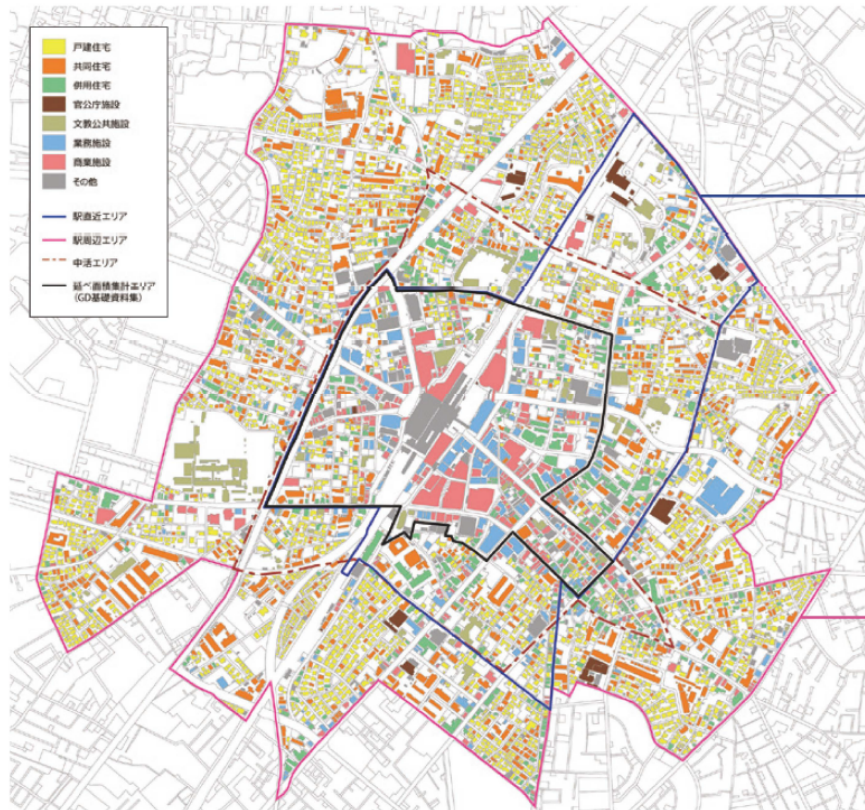 戸建住宅
共同住宅
併用住宅
官公庁施設
文教公共施設
業務施設
商業施設
その他
駅直近エリア
駅周辺エリア
中活エリア
延べ面積集計エリア
(GD基礎資料集)